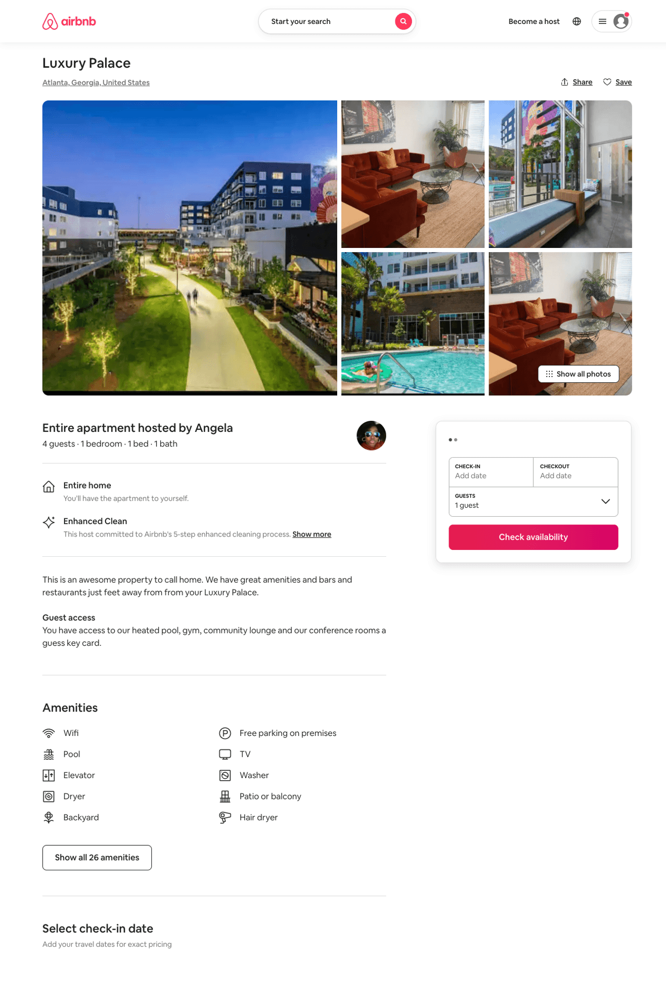 airbnb
Start your search
Become a host
Luxury Palace
Atlanta, Georgia, United States
Share
Save
Show all photos
Entire apartment hosted by Angela
4 guests · 1 bedroom · 1 bed · 1 bath
Entire home
You'll have the apartment to yourself.
Enhanced Clean
This host committed to Airbnb's 5-step enhanced cleaning process. Show more
CHECK-IN
Add date
CHECKOUT
Add date
GUESTS
1 guest
Check availability
This is an awesome property to call home. We have great amenities and bars and
restaurants just feet away from from your Luxury Palace.
Guest access
You have access to our heated pool, gym, community lounge and our conference rooms a
guess key card.
Amenities
Wifi
Free parking on premises
Pool
TV
Elevator
Washer
Dryer
Patio or balcony
Backyard
Hair dryer
Show all 26 amenities
Select check-in date
Add your travel dates for exact pricing